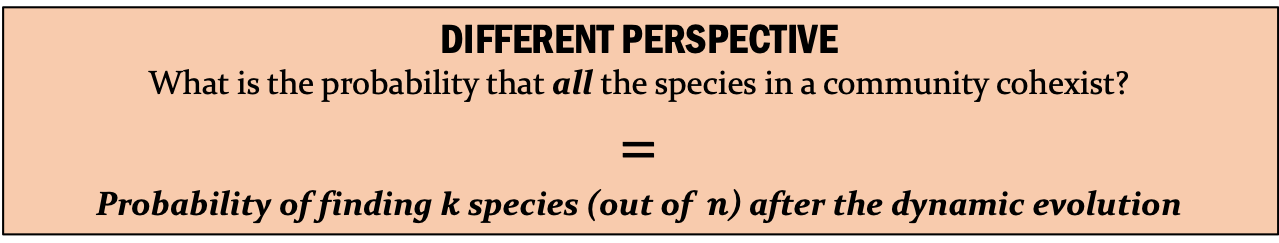 DIFFERENT PERSPECTIVE
What is the probability that all the species in a community cohexist?
=
Probability of finding k species (out of n) after the dynamic evolution